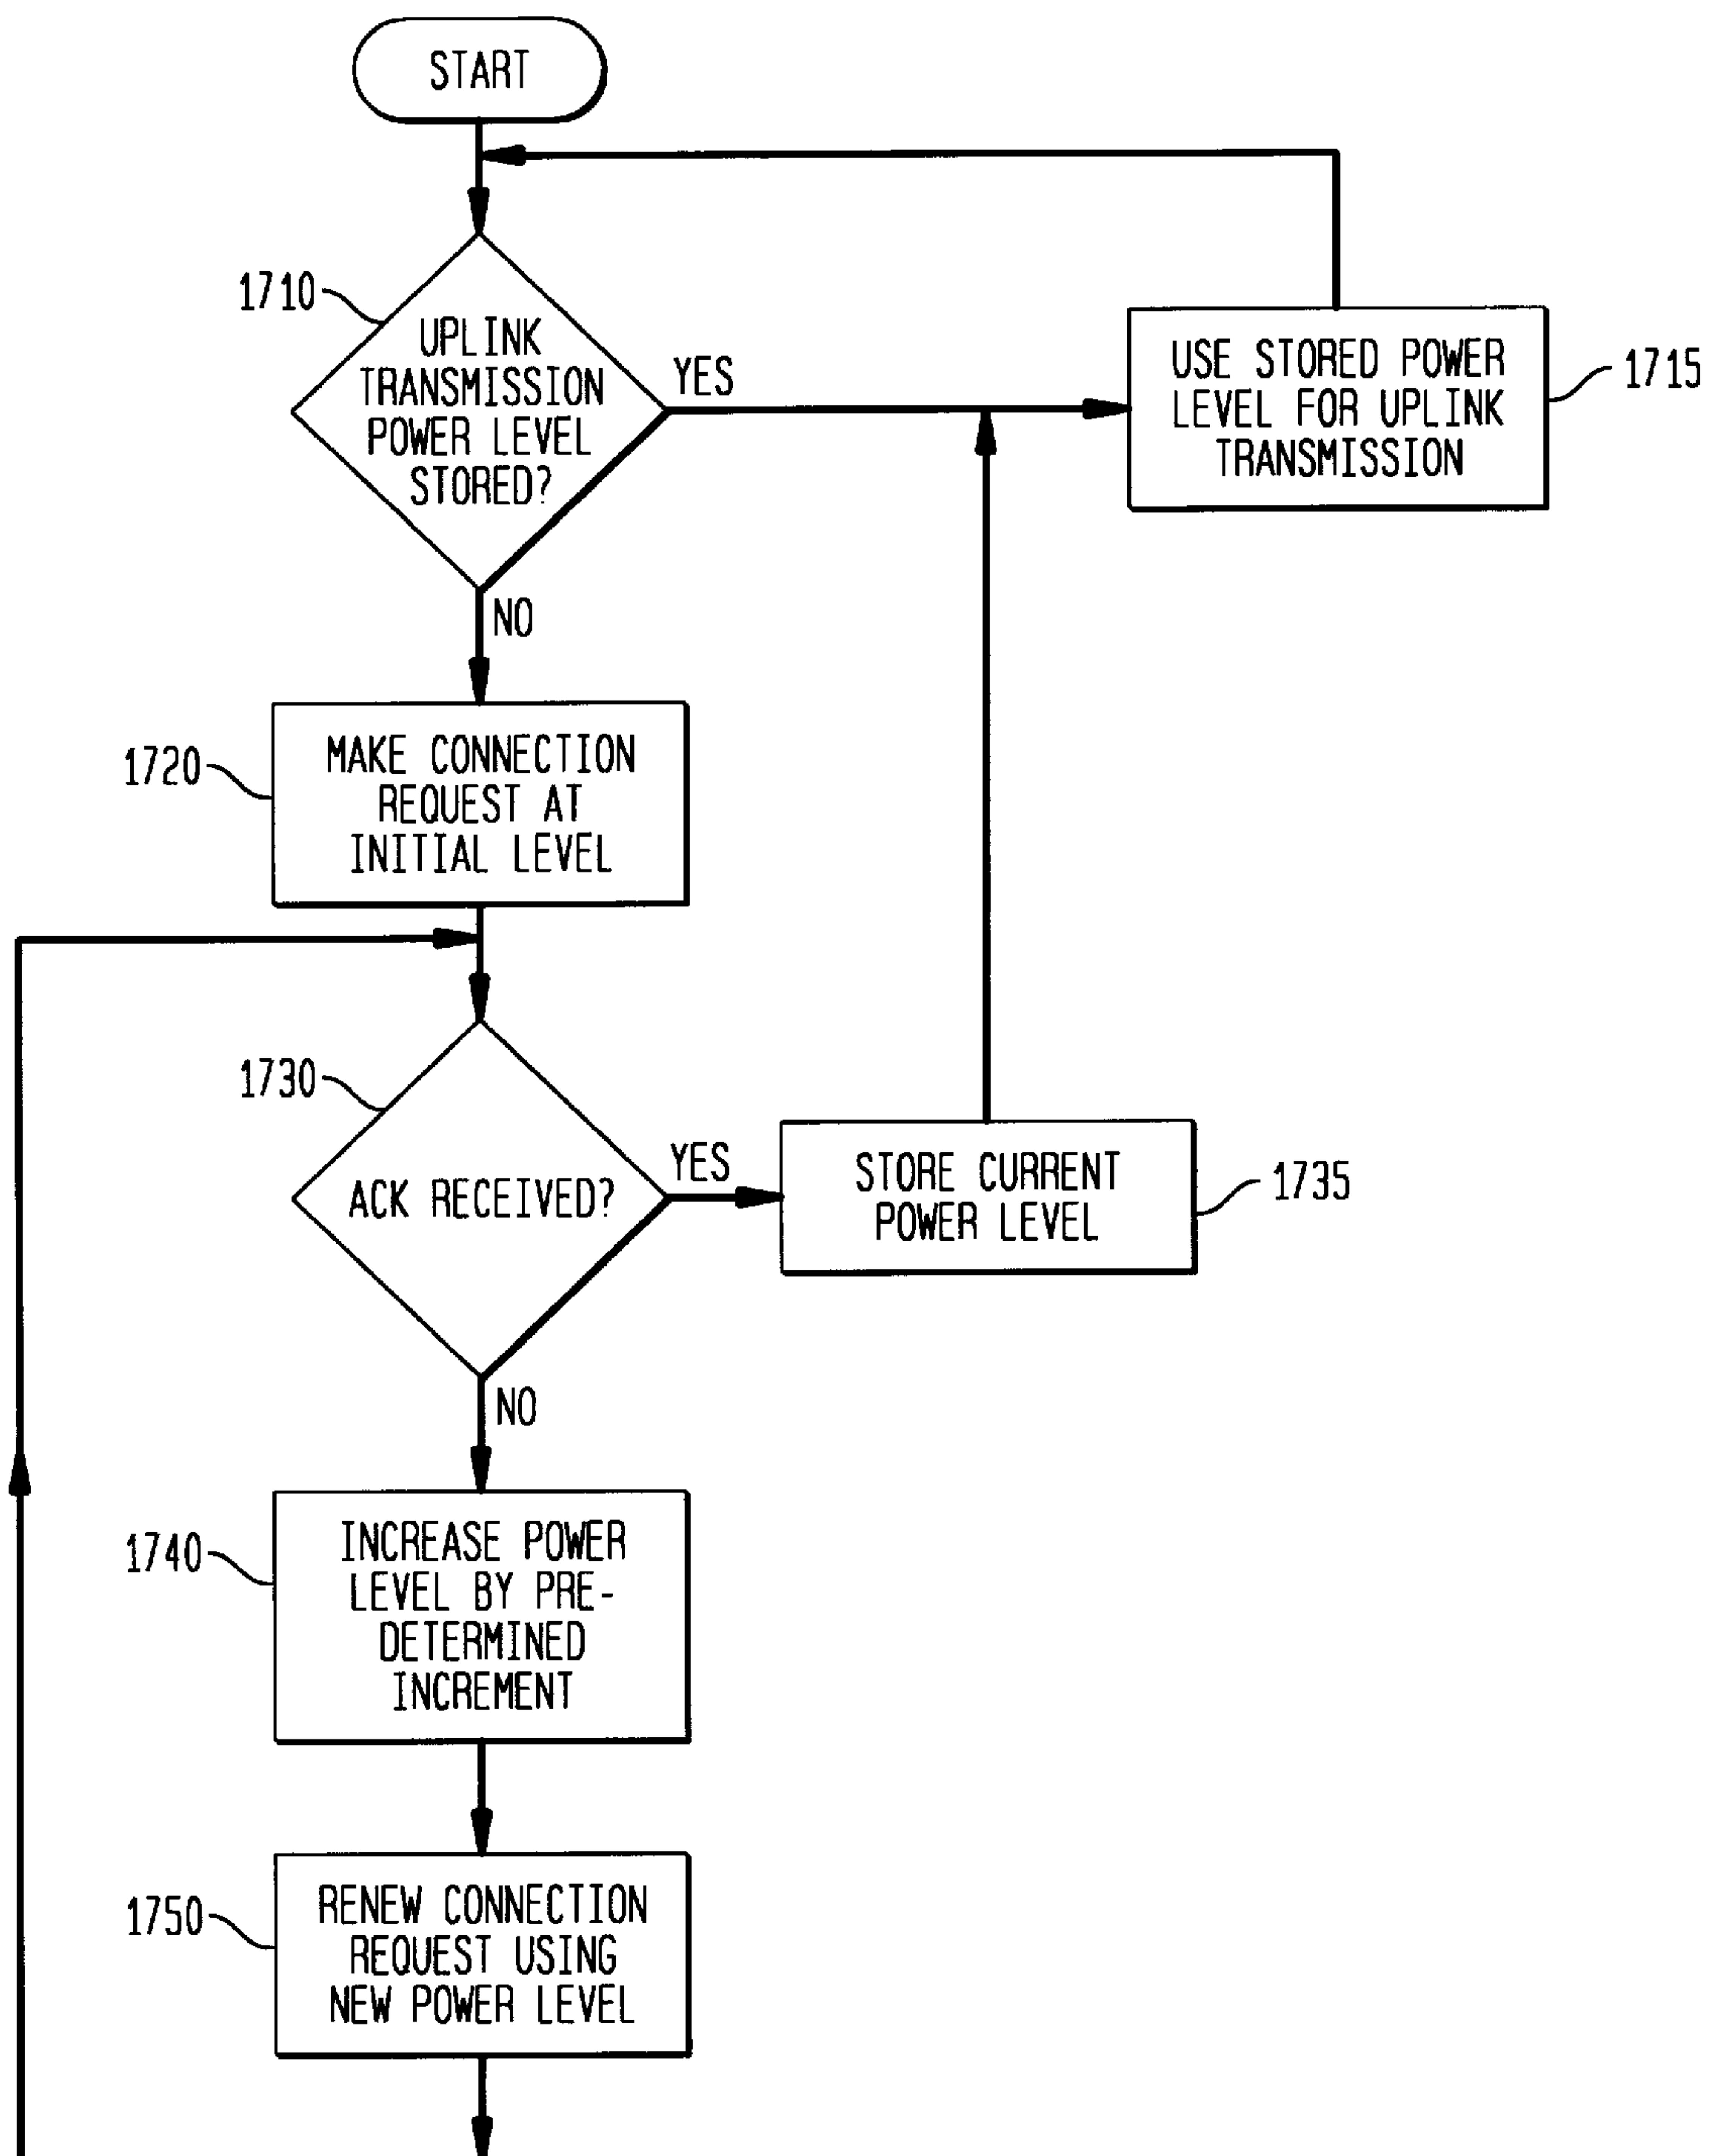 START
1710
UPLINK
TRANSMISSION
POWER LEVEL
STORED?
YES
NO
USE STORED POWER
LEVEL FOR UPLINK
TRANSMISSION
1715
1720
MAKE CONNECTION
REQUEST AT
INITIAL LEVEL
1730
ACK RECEIVED?
YES
NO
STORE CURRENT
POWER LEVEL
1735
1740
INCREASE POWER
LEVEL BY PRE-
DETERMINED
INCREMENT
1750
RENEW CONNECTION
REQUEST USING
NEW POWER LEVEL